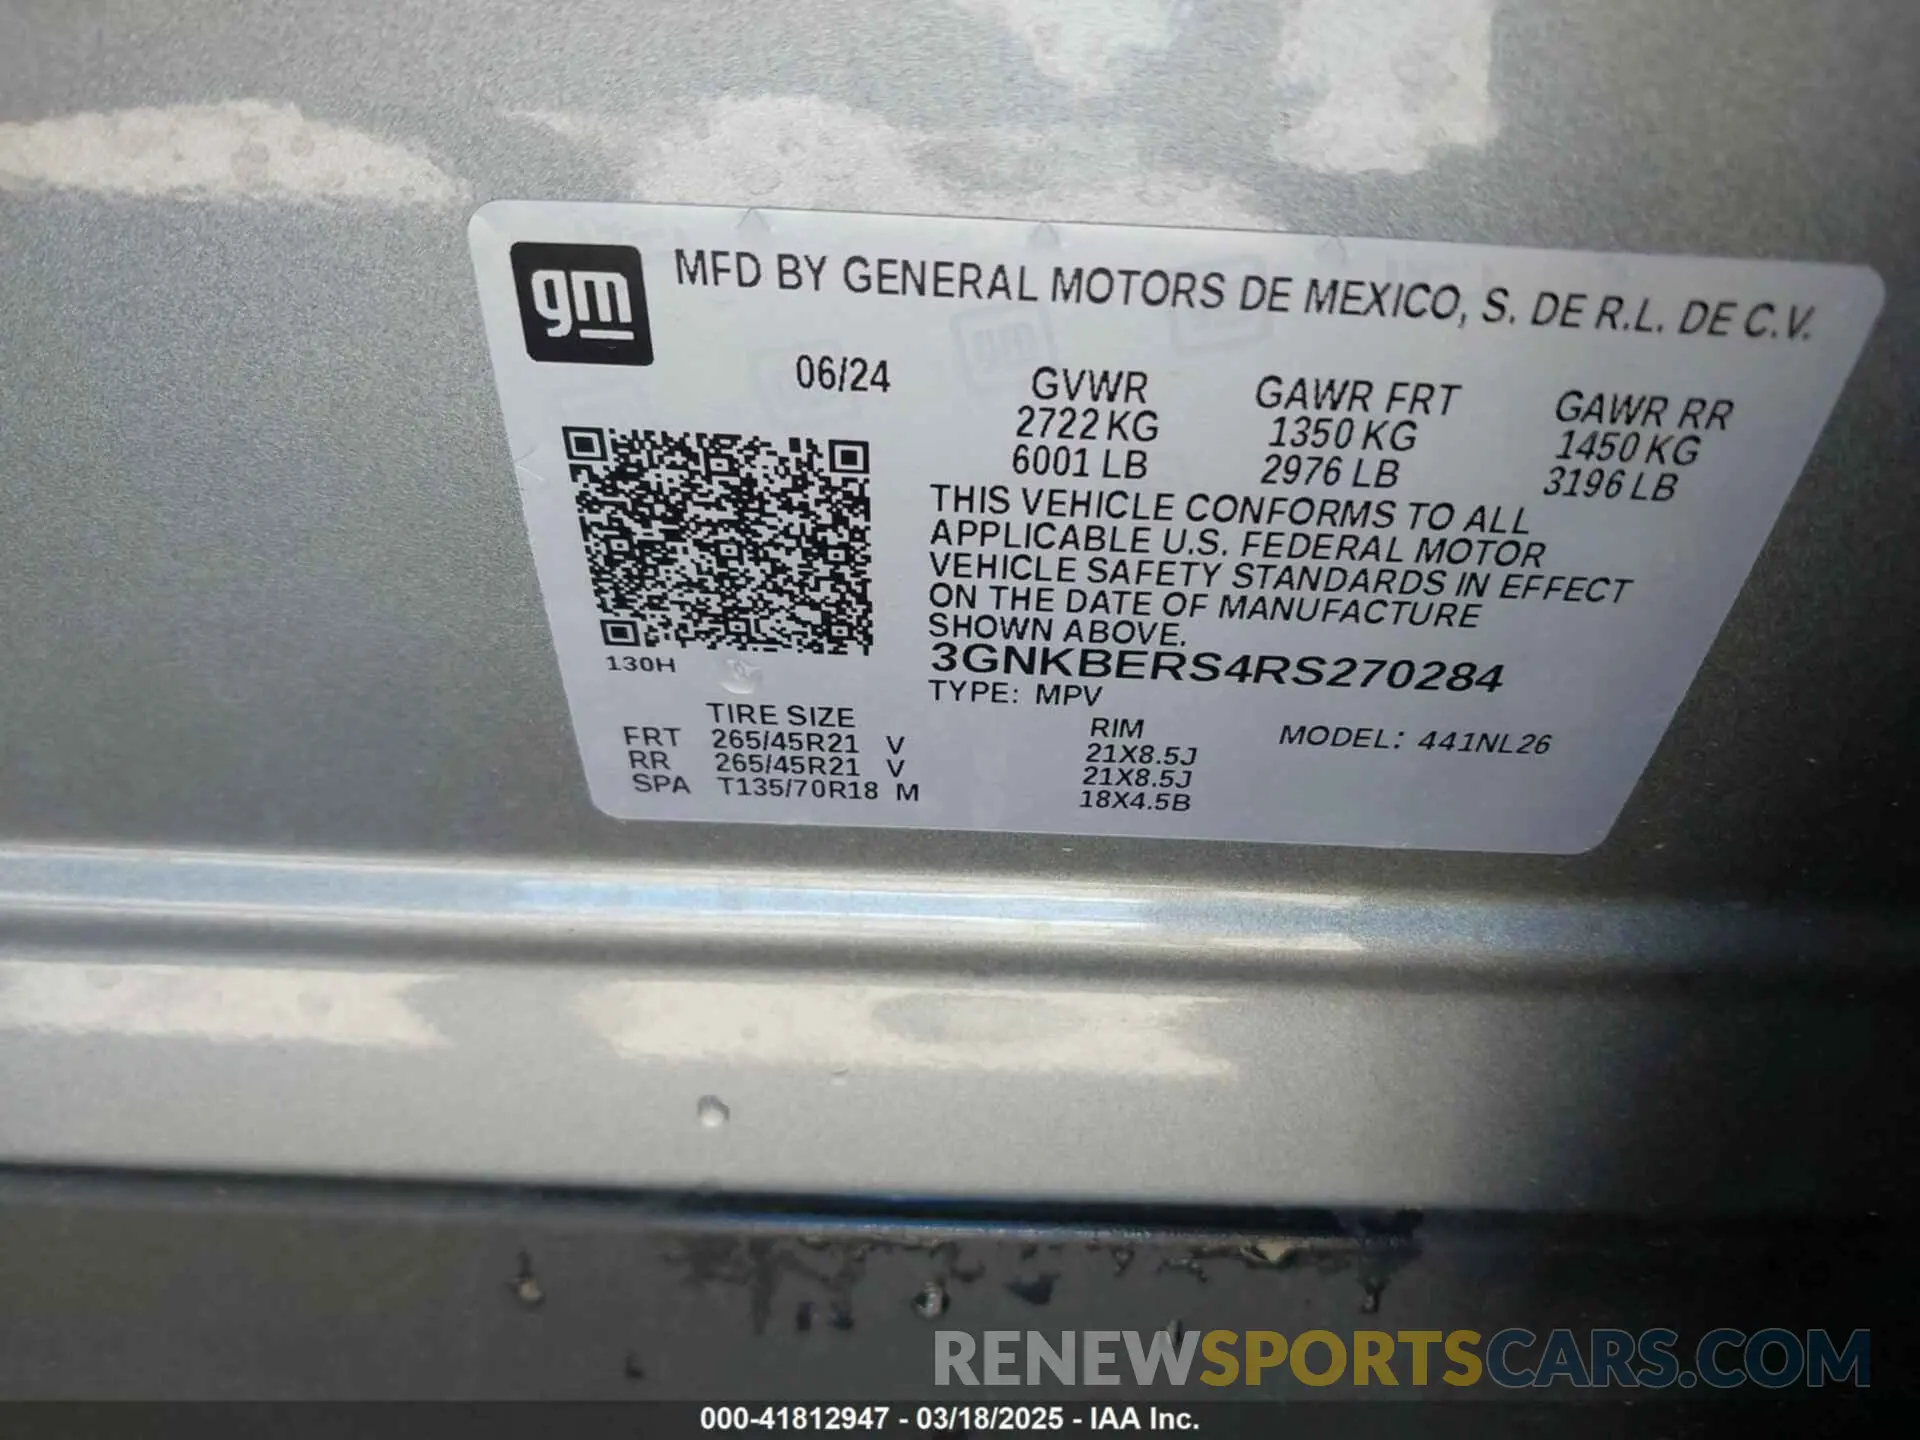 gm
MFD BY GENERAL MOTORS DE MEXICO, S. DE R.L. DE C.V.
06/24
GVWR
2722 KG
6001 LB
GAWR FRT
1350 KG
2976 LB
GAWR RR
1450 KG
3196 LB
THIS VEHICLE CONFORMS TO ALL
APPLICABLE U.S. FEDERAL MOTOR
VEHICLE SAFETY STANDARDS IN EFFECT
ON THE DATE OF MANUFACTURE
SHOWN ABOVE.
3GNKBERS4RS270284
130H
TYPE: MPV
TIRE SIZE
RIM
MODEL: 441NL26
FRT 265/45R21 V 21X8.5J
RR 265/45R21 V 21X8.5J
SPA T135/70R18 M 18X4.5B
RENEWSPORTSCARS.COM
000-41812947 - 03/18/2025 - IAA Inc.